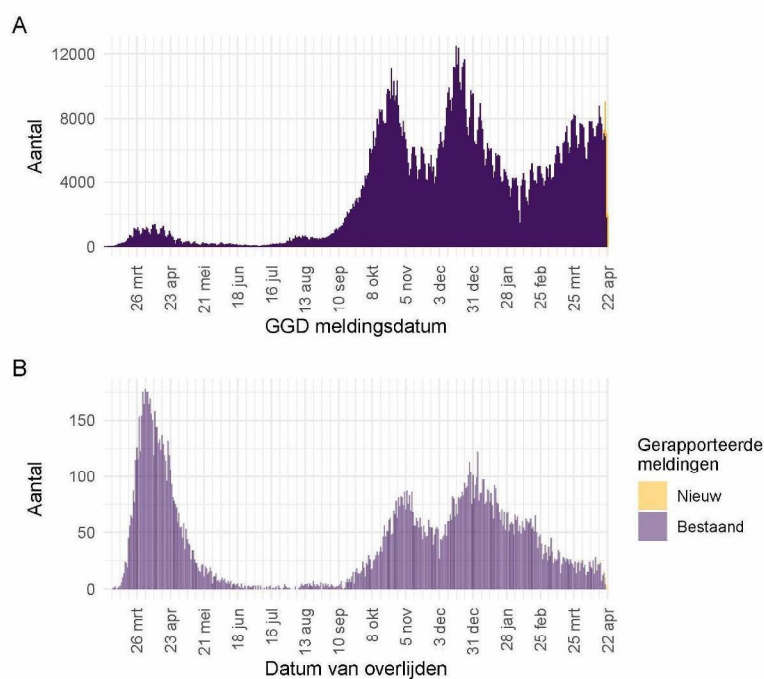 A
12000
8000
4000
0
Aantal
26 mrt
23 apr
21 mei
18 jun
16 jul
13 aug
10 sep
8 okt
5 nov
3 dec
31 dec
28 jan
25 feb
25 mrt
22 apr
GGD meldingsdatum
B
150
100
50
0
Aantal
26 mrt
23 apr
21 mei
18 jun
16 jul
13 aug
10 sep
8 okt
5 nov
3 dec
31 dec
28 jan
25 feb
25 mrt
22 apr
Datum van overlijden
Gerapporteerde
meldingen
Nieuw
Bestaand